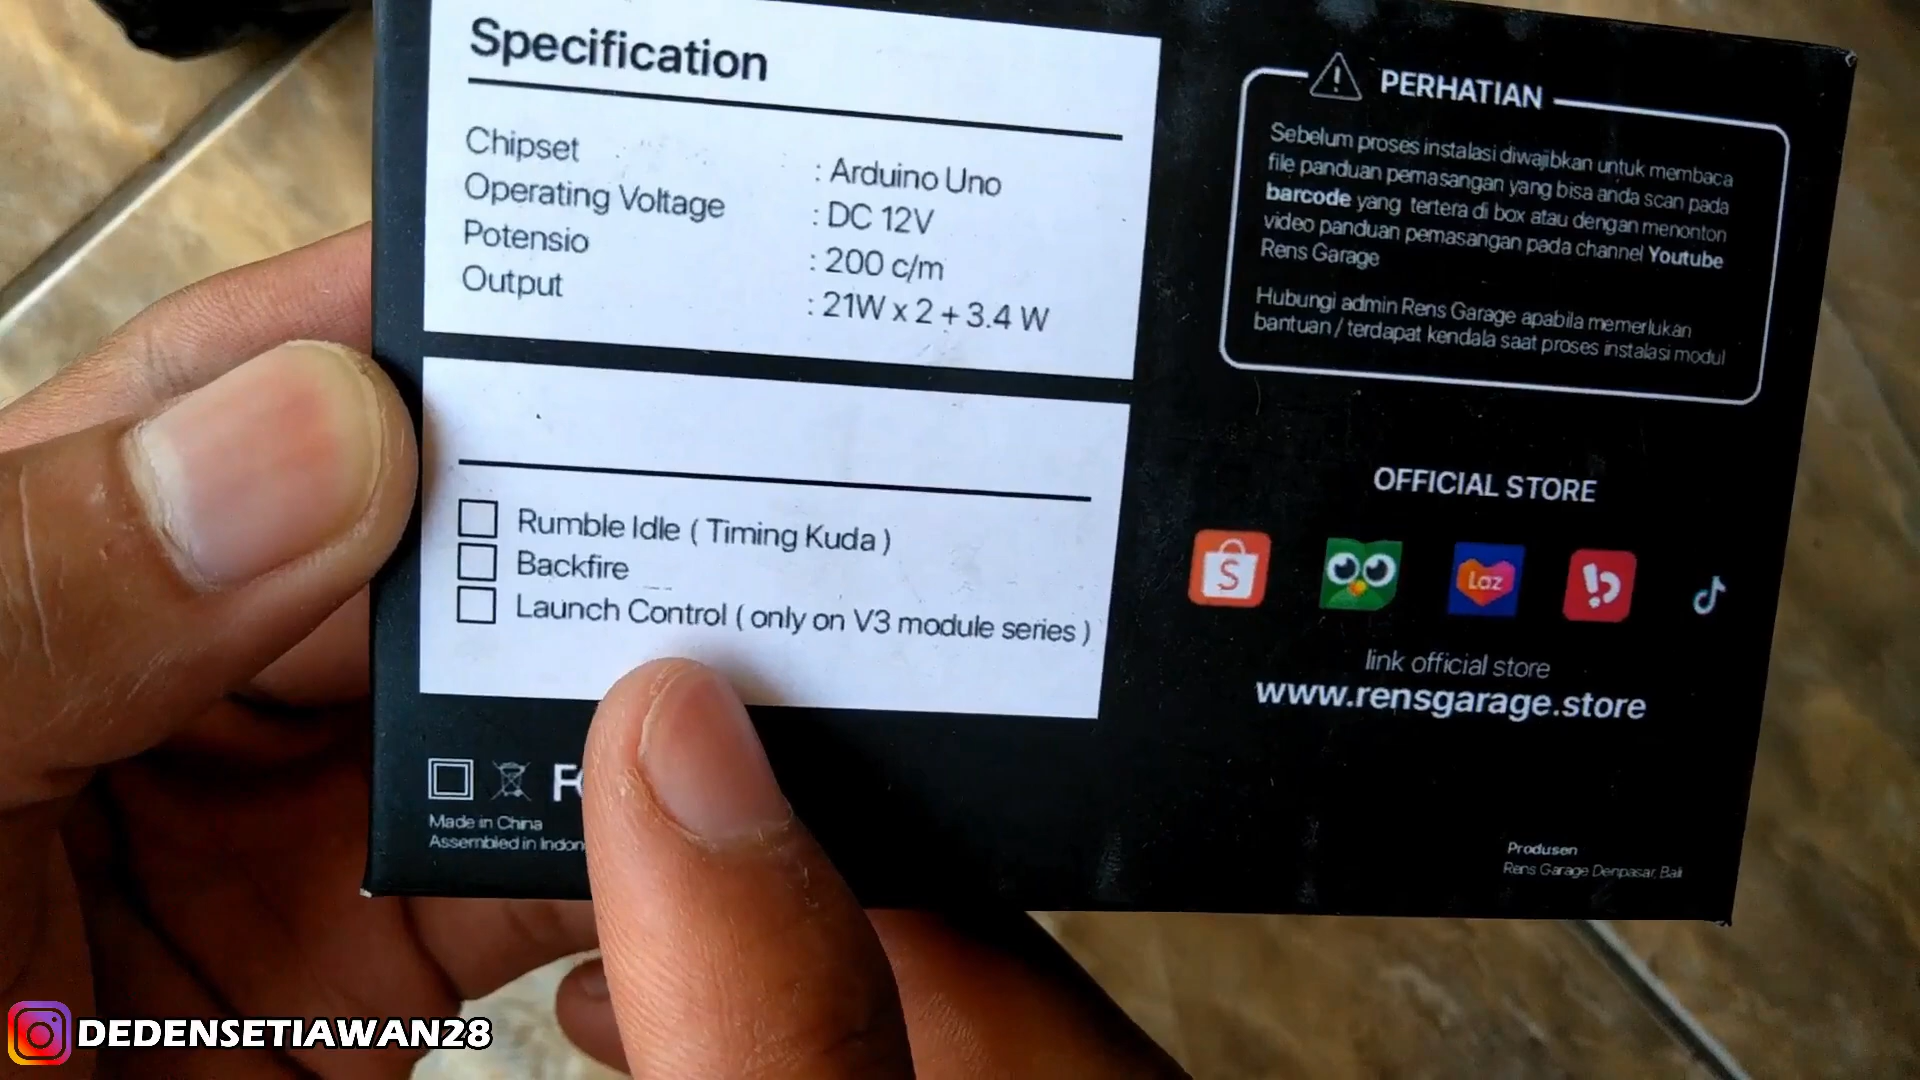 Specification
Chipset : Arduino Uno
Operating Voltage : DC 12V
Potensio : 200 c/m
Output : 21W x 2 + 3.4 W
Rumble Idle ( Timing Kuda )
Backfire
Launch Control ( only on V3 module series )
Made in China
Assembled in
PERHATIAN
Sebelum proses instalasi diwajibkan untuk membaca
file panduan pemasangan yang bisa anda scan pada
barcode yang tertera di box atau dengan menonton
video panduan pemasangan pada channel Youtube
Rens Garage
Hubungi admin Rens Garage apabila memerlukan
bantuan / terdapat kendala saat proses instalasi modul
OFFICIAL STORE
S
Laz
link official store
www.rensgarage.store
Produsen
Rens Garage Denpasar, Bali
DEDENSETIAWAN28